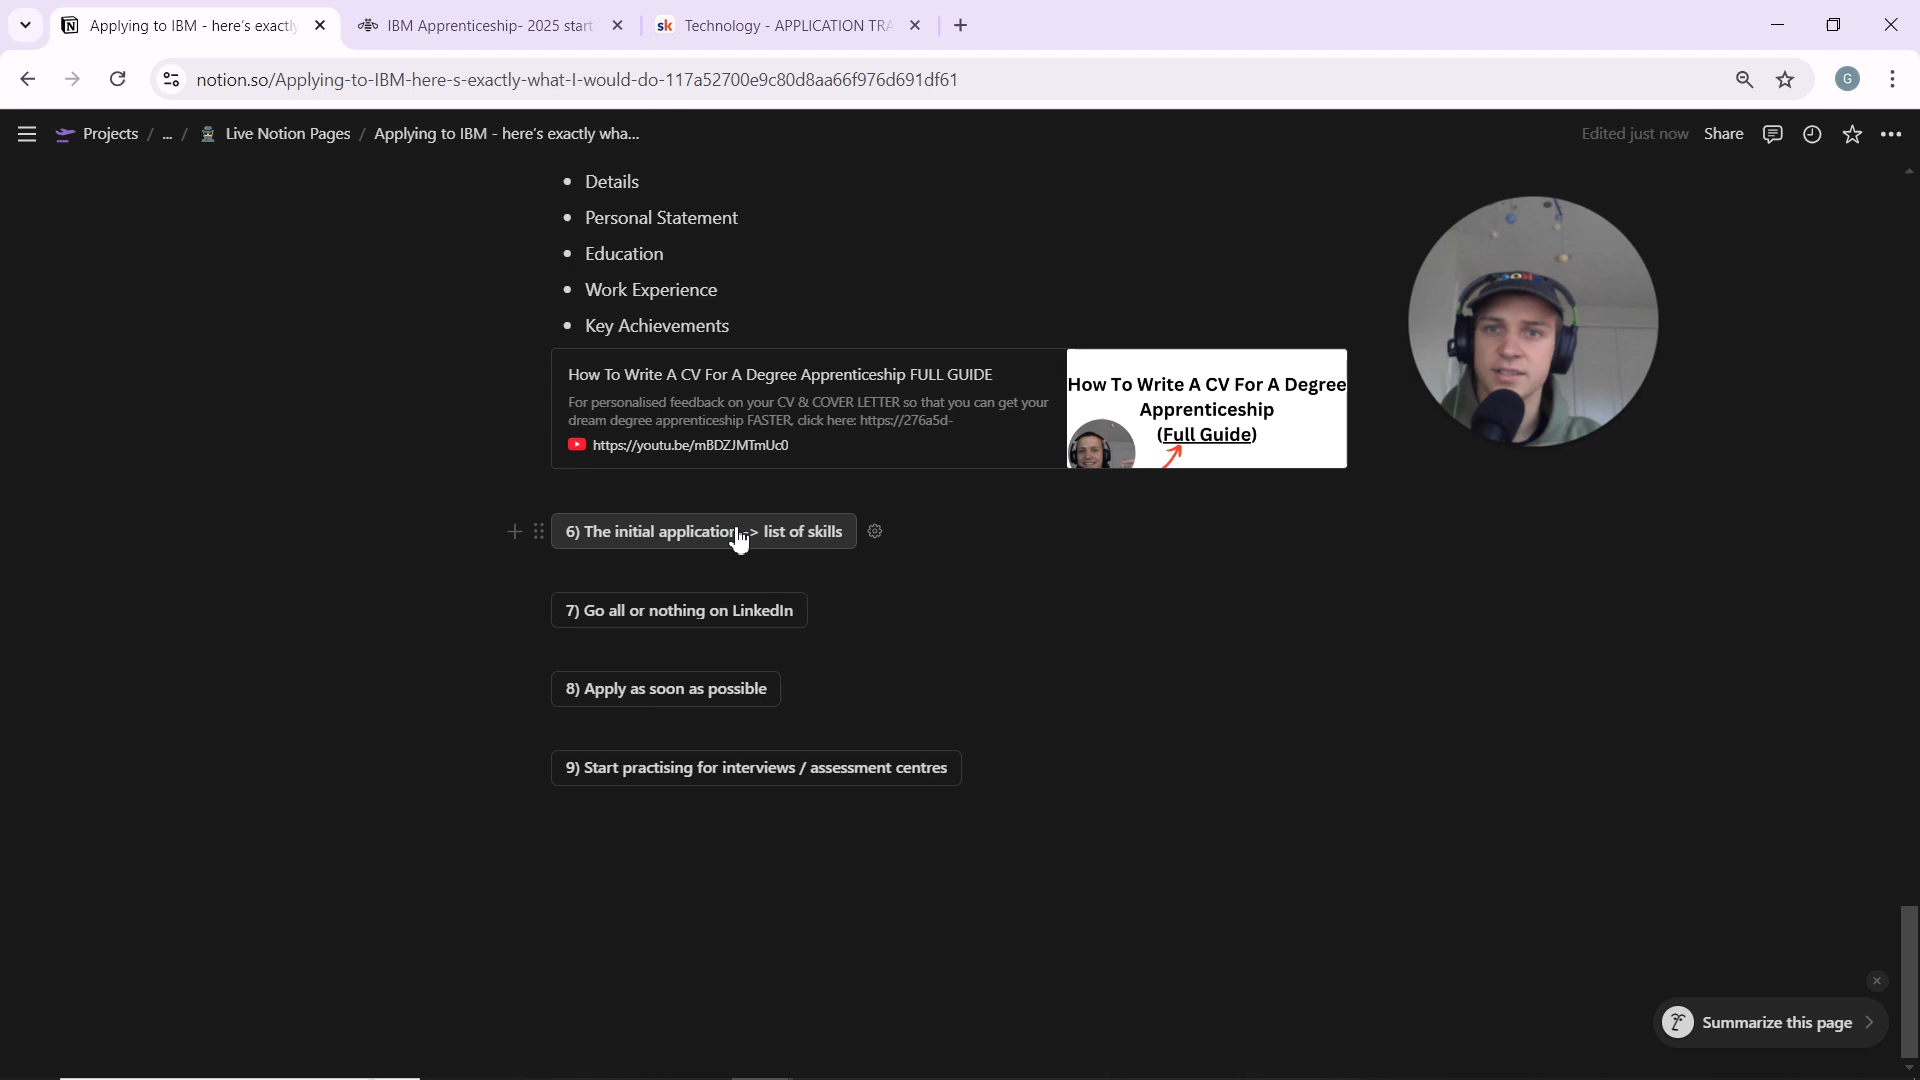 Applying to IBM - here's exactly
IBM Apprenticeship- 2025 start
sk
Technology - APPLICATION TRA
notion.so/Applying-to-IBM-here-s-exactly-what-I-would-do-117a52700e9c80d8aa66f976d691df61
G
Projects / ... / Live Notion Pages / Applying to IBM - here's exactly wha...
Edited just now
Share
• Details
• Personal Statement
• Education
• Work Experience
• Key Achievements
How To Write A CV For A Degree Apprenticeship FULL GUIDE
For personalised feedback on your CV & COVER LETTER so that you can get your
dream degree apprenticeship FASTER, click here: https://276a5d-
https://youtu.be/mBDZJMTmUc0
How To Write A CV For A Degree
Apprenticeship
(Full Guide)
6) The initial application -> list of skills
7) Go all or nothing on LinkedIn
8) Apply as soon as possible
9) Start practising for interviews / assessment centres
Summarize this page